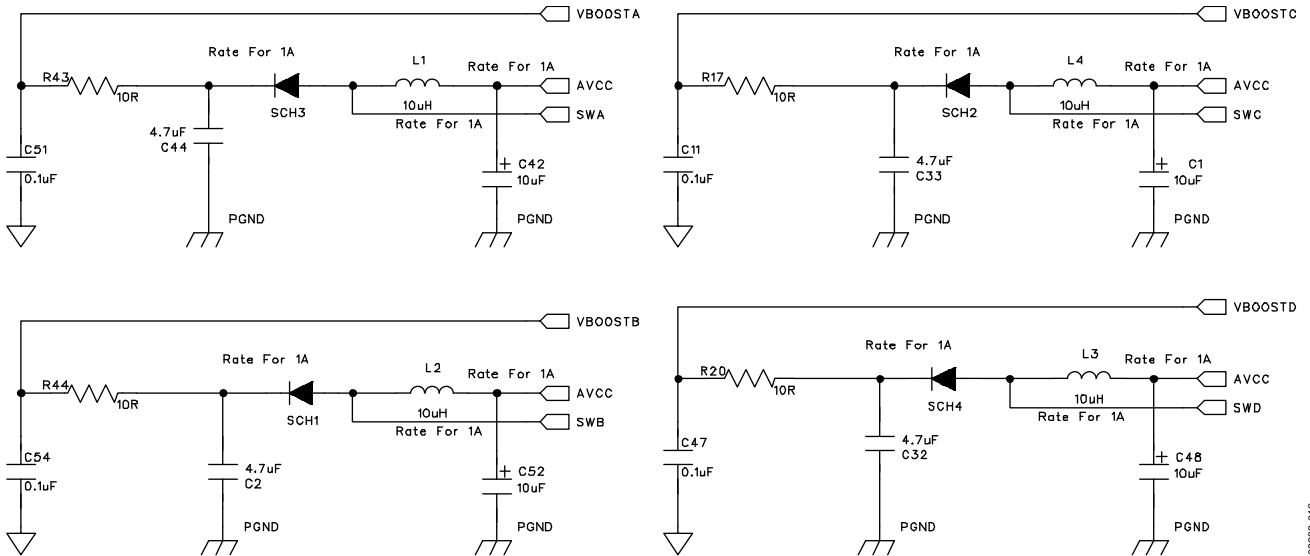 VBOOSTA
Rate For 1A
L1
Rate For 1A
R43
10R
SCH3
10uH
AVCC
SWA
Rate For 1A
4.7uF
C44
C51
0.1uF
C42
+
10uF
PGND
PGND
VBOOSTC
Rate For 1A
L4
Rate For 1A
R17
10R
SCH2
10uH
AVCC
SWC
Rate For 1A
C11
0.1uF
4.7uF
C33
+
C1
10uF
PGND
PGND
VBOOSTB
Rate For 1A
L2
Rate For 1A
R44
10R
SCH1
10uH
AVCC
SWB
Rate For 1A
C54
0.1uF
4.7uF
C2
+
C52
10uF
PGND
PGND
VBOOSTD
Rate For 1A
L3
Rate For 1A
R20
10R
SCH4
10uH
AVCC
SWD
Rate For 1A
C47
0.1uF
4.7uF
C32
+
C48
10uF
PGND
PGND